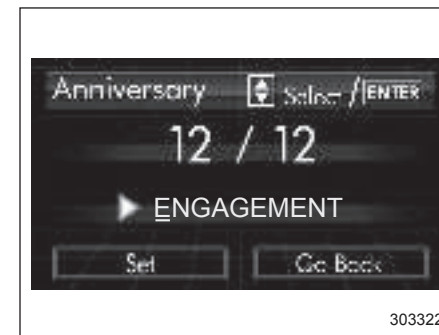 Anniversary Select / ENTER
12 / 12
ENGAGEMENT
Set Go Back
303322